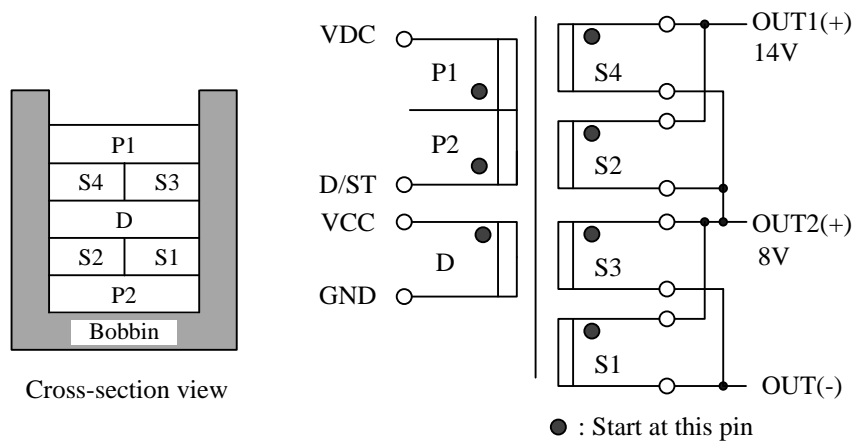 P1
S4 S3
D
S2 S1
P2
Bobbin
Cross-section view
VDC
P1
P2
D/ST
VCC
D
GND
S4
S2
S3
S1
OUT1(+)
14V
OUT2(+)
8V
OUT(-)
: Start at this pin